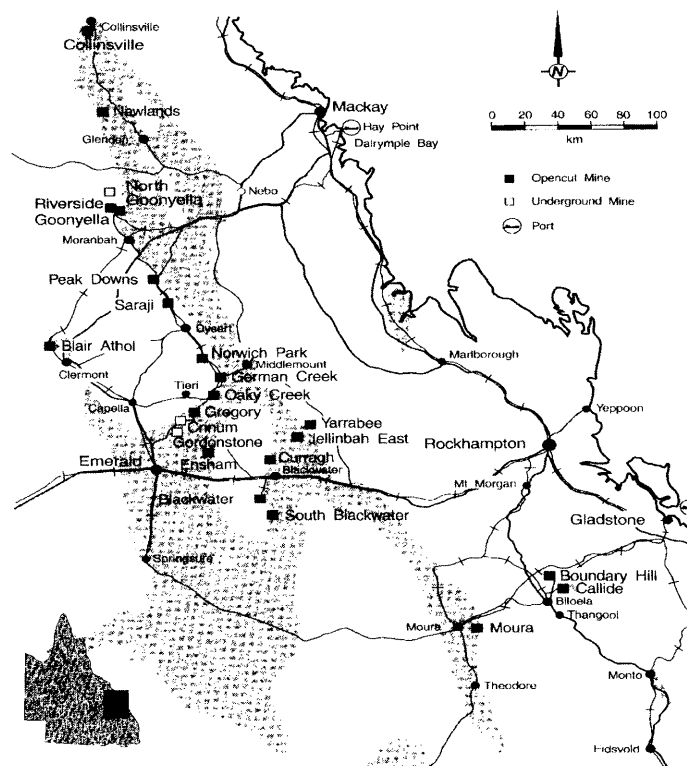 Collinsville
Collinsville
Mackay
N
Newlands
Hay Point
Dalrymple Bay
0 20 40 60 80 100
km
Glenden
North
Goonyella
Nebo
Opencut Mine
Riverside
Goonyella
Underground Mine
Moranbah
Port
Peak Downs
Saraji
Dysart
Blair Athol
Norwich Park
Marlborough
Clermont
Middlemount
German Creek
Tieri
Oaky Creek
Capella
Gregory
Yeppoon
Crinum
Yarrabee
Gordonstone
Jellinbah East
Rockhampton
Emerald
Ensham
Curragh
Blackwater
Mt. Morgan
Blackwater
South Blackwater
Gladstone
Springsure
Boundary Hill
Callide
Biloela
Thangool
Moura
Moura
Monto
Theodore
Eidsvold